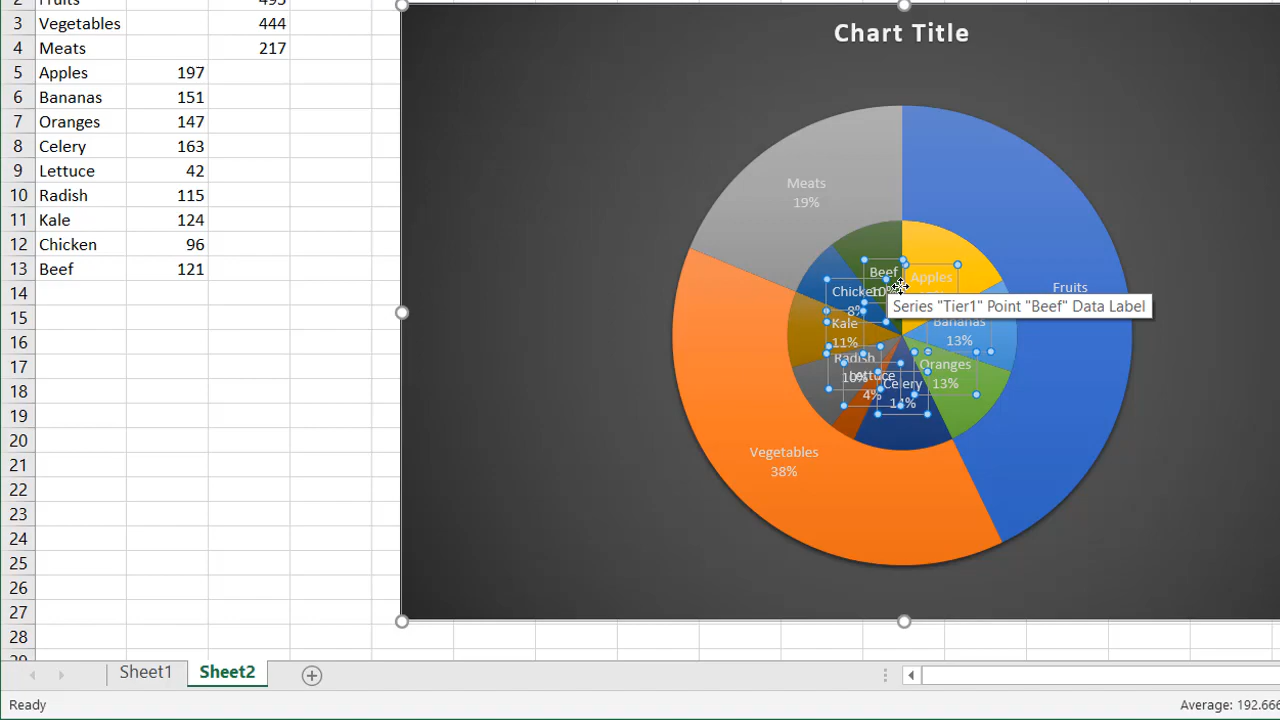 2 Fruits 495
3 Vegetables 444
4 Meats 217
5 Apples 197
6 Bananas 151
7 Oranges 147
8 Celery 163
9 Lettuce 42
10 Radish 115
11 Kale 124
12 Chicken 96
13 Beef 121
14
15
16
17
18
19
20
21
22
23
24
25
26
27
28
Chart Title
Meats
19%
Fruits
Beef
10%
Apples
Chicken
8%
Series "Tier1" Point "Beef" Data Label
Kale
11%
Bananas
13%
Radish
10%
Oranges
13%
Lettuce
4%
Celery
14%
Vegetables
38%
Sheet1 Sheet2
Ready
Average: 192.666